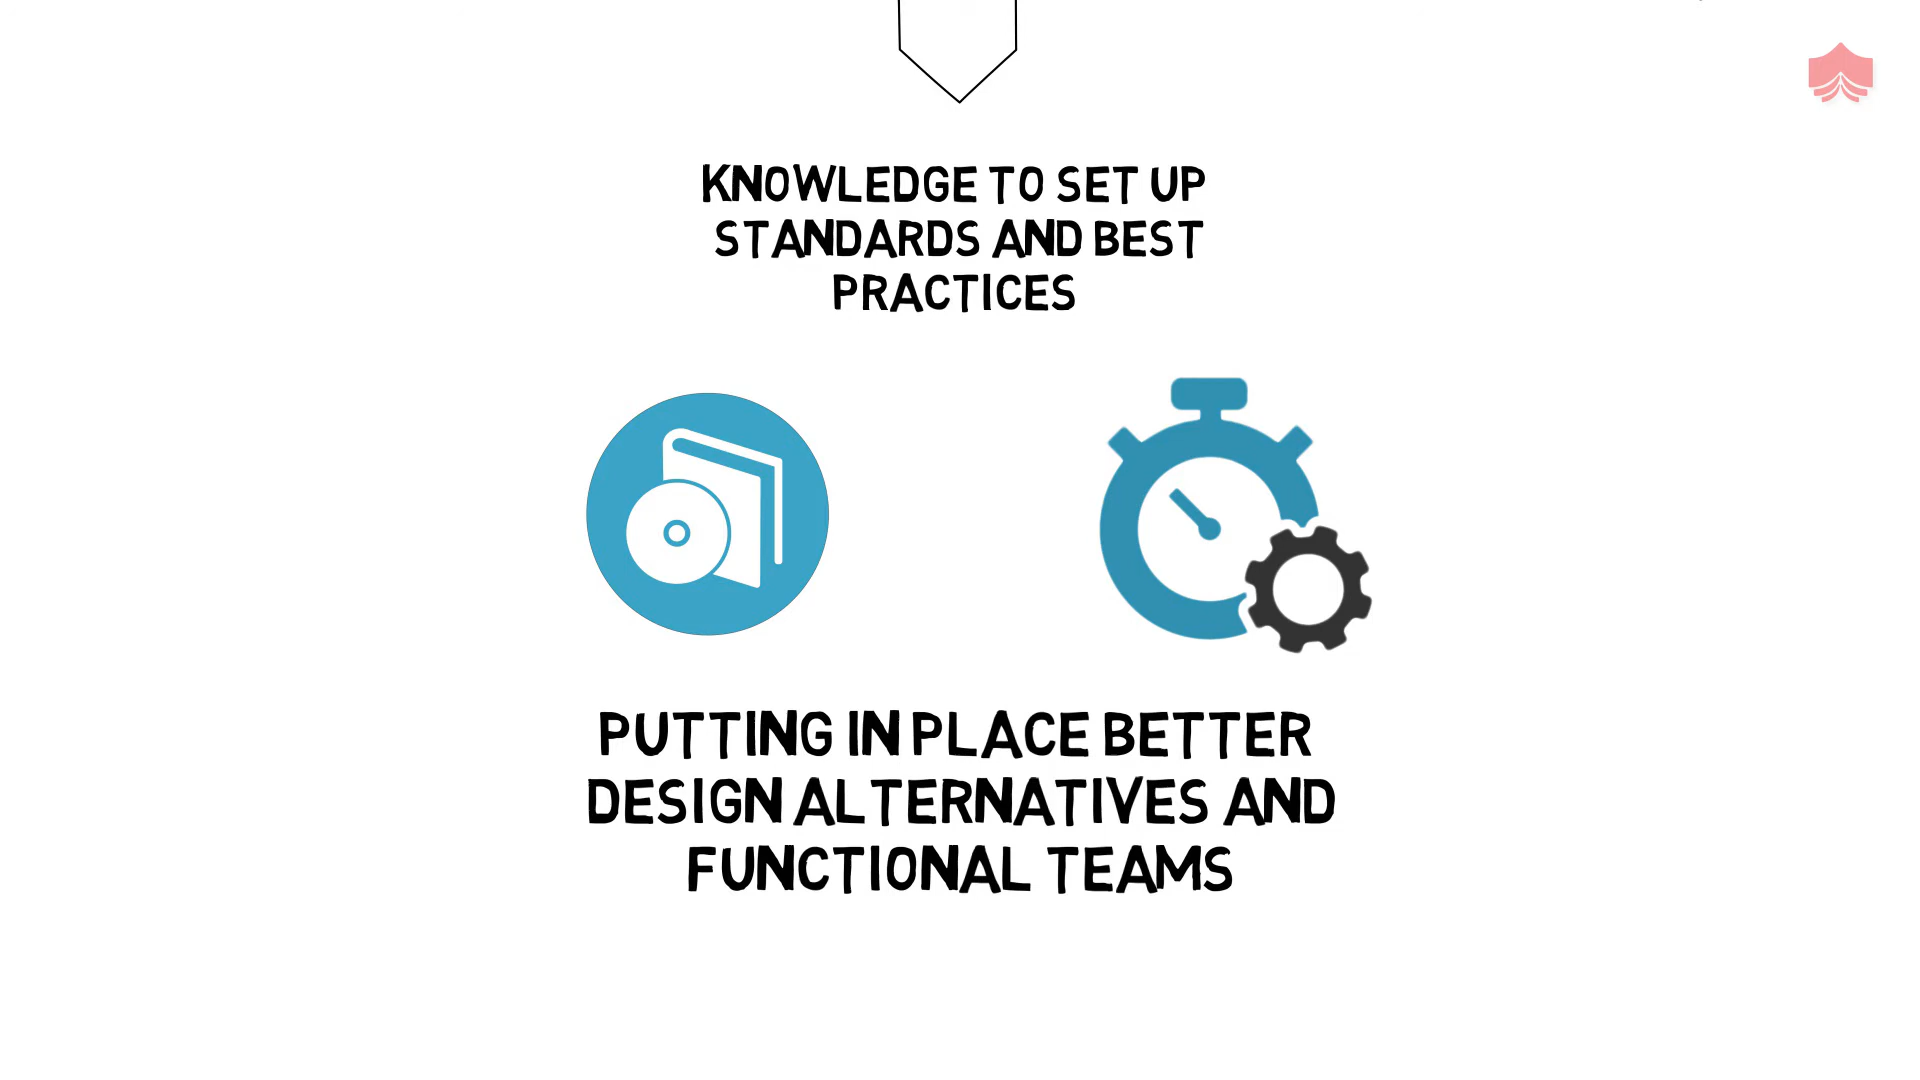 KNOWLEDGE TO SET UP
STANDARDS AND BEST
PRACTICES
PUTTING IN PLACE BETTER
DESIGN ALTERNATIVES AND
FUNCTIONAL TEAMS